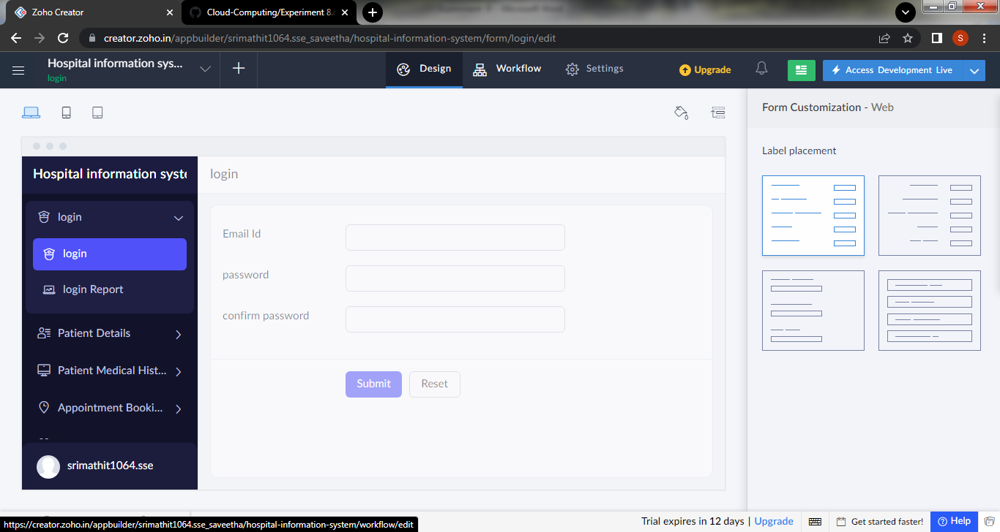 Zoho Creator
Cloud-Computing/Experiment 8.
creator.zoho.in/appbuilder/srimathit1064.sse_saveetha/hospital-information-system/form/login/edit
S
Hospital information sys...
login
Design
Workflow
Settings
Upgrade
Access Development Live
Form Customization - Web
Label placement
Hospital information syste
login
login
login
login Report
Patient Details
Patient Medical Hist...
Appointment Booki...
srimathit1064.sse
Email Id
password
confirm password
Submit
Reset
https://creator.zoho.in/appbuilder/srimathit1064.sse_saveetha/hospital-information-system/workflow/edit
Trial expires in 12 days | Upgrade
Get started faster!
Help